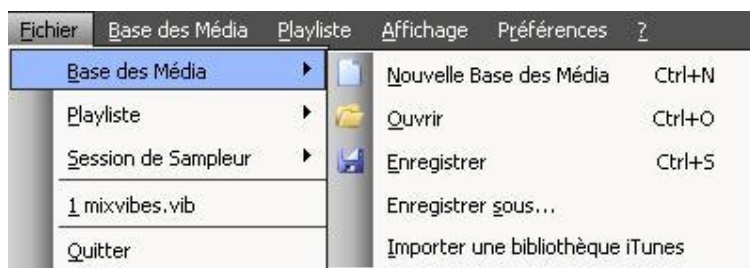 Fichier Base des Média Playliste Affichage Préférences ?
Base des Média
Playliste
Session de Sampleur
1 mixvibes.vib
Quitter
Nouvelle Base des Média Ctrl+N
Ouvrir Ctrl+O
Enregistrer Ctrl+S
Enregistrer sous...
Importer une bibliothèque iTunes